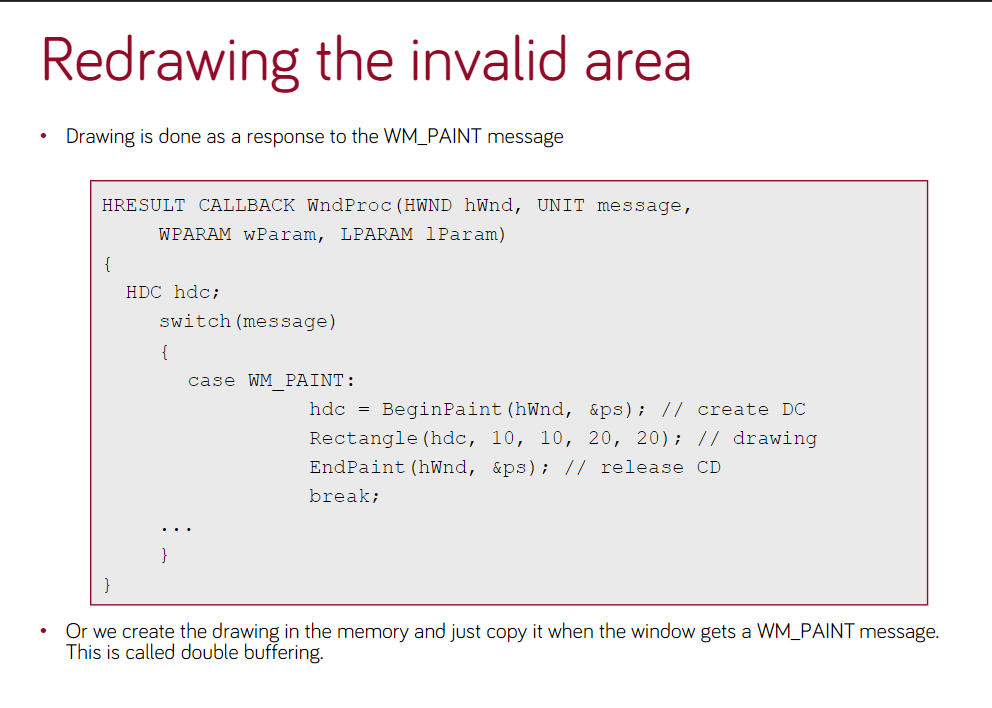 Redrawing the invalid area
• Drawing is done as a response to the WM_PAINT message
HRESULT CALLBACK WndProc(HWND hWnd, UNIT message,
WPARAM wParam, LPARAM lParam)
{
HDC hdc;
switch(message)
{
case WM_PAINT:
hdc = BeginPaint(hWnd, &ps); // create DC
Rectangle(hdc, 10, 10, 20, 20); // drawing
EndPaint(hWnd, &ps); // release CD
break;
...
}
}
• Or we create the drawing in the memory and just copy it when the window gets a WM_PAINT message.
This is called double buffering.